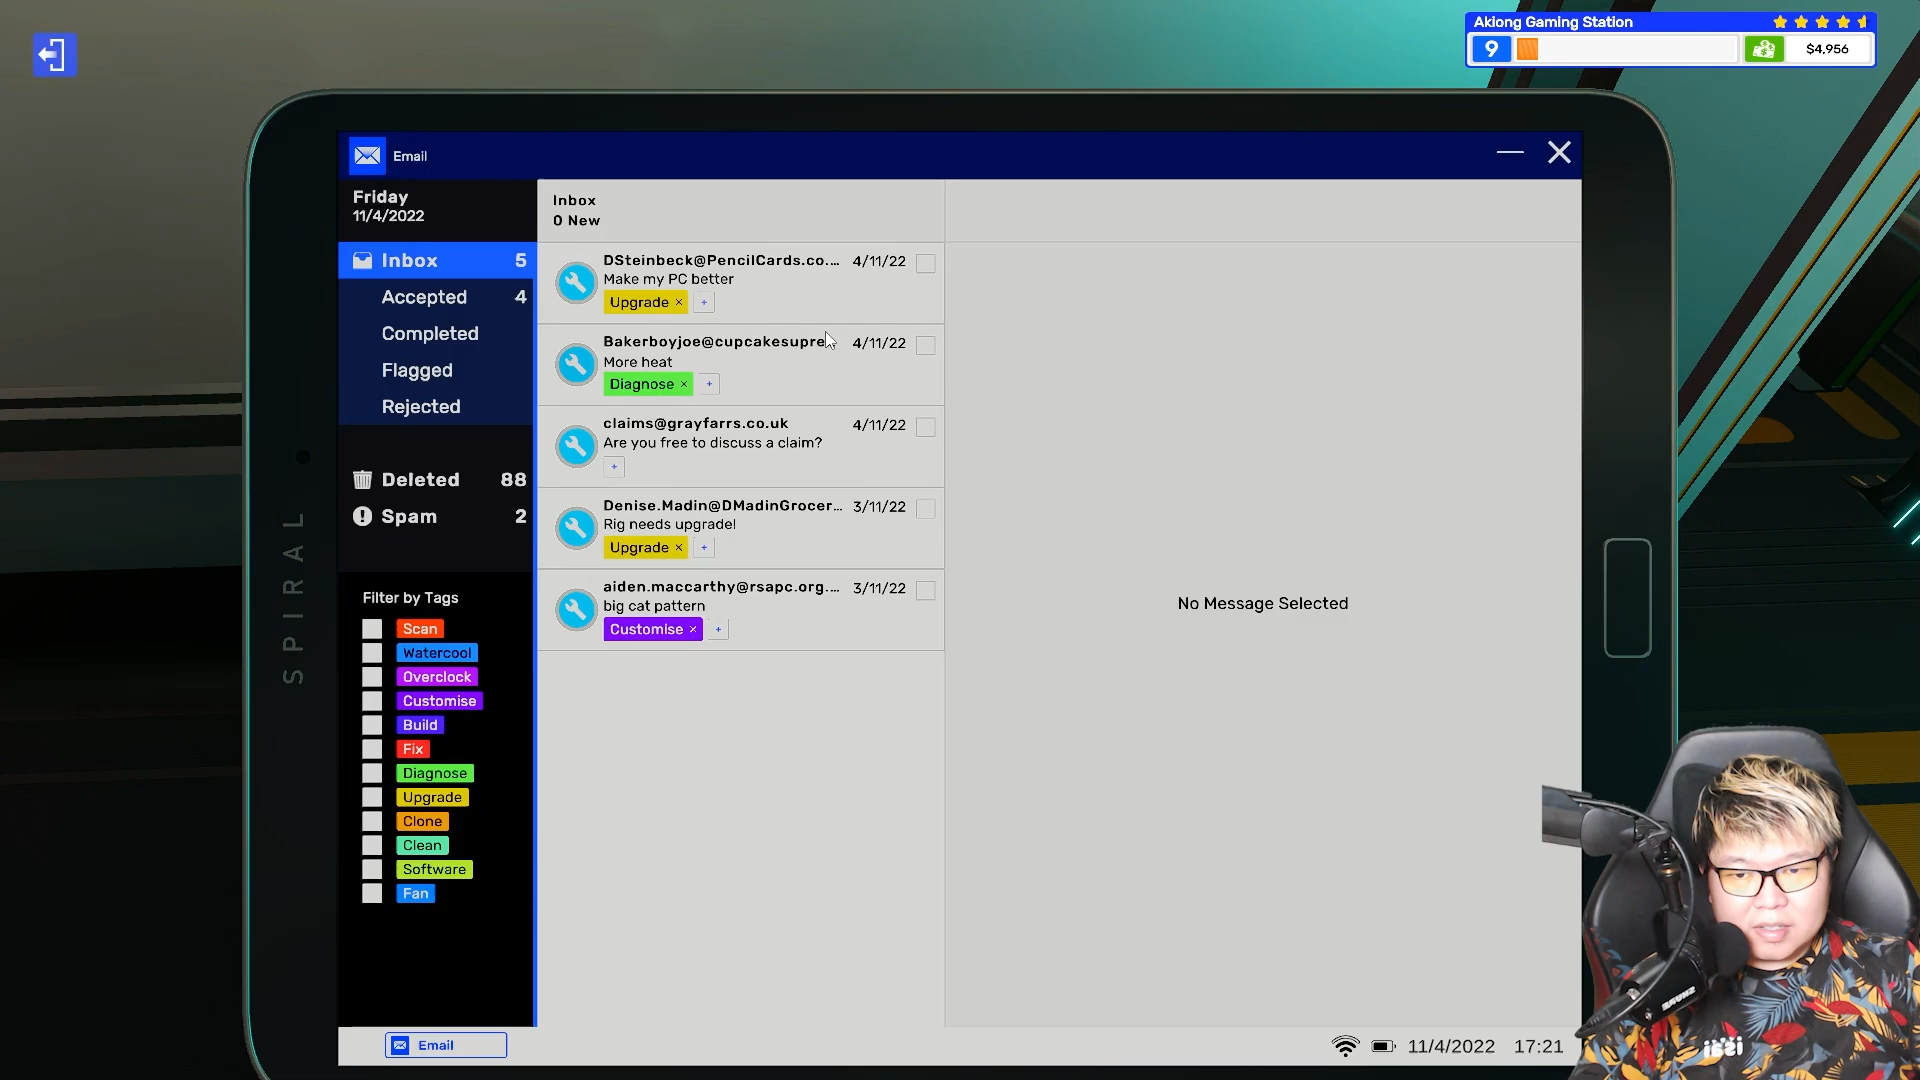 Akiong Gaming Station
9
$4,956
Email
Friday
11/4/2022
Inbox 5
Accepted 4
Completed
Flagged
Rejected
Deleted 88
Spam 2
Filter by Tags
Scan
Watercool
Overclock
Customise
Build
Fix
Diagnose
Upgrade
Clone
Clean
Software
Fan
Inbox
0 New
DSteinbeck@PencilCards.co.... 4/11/22
Make my PC better
Upgrade × +
Bakerboyjoe@cupcakesupre 4/11/22
More heat
Diagnose × +
claims@grayfarrs.co.uk 4/11/22
Are you free to discuss a claim?
+
Denise.Madin@DMadinGrocer... 3/11/22
Rig needs upgrade!
Upgrade × +
aiden.maccarthy@rsapc.org.... 3/11/22
big cat pattern
Customise × +
No Message Selected
SPIRAL
Email
11/4/2022 17:21